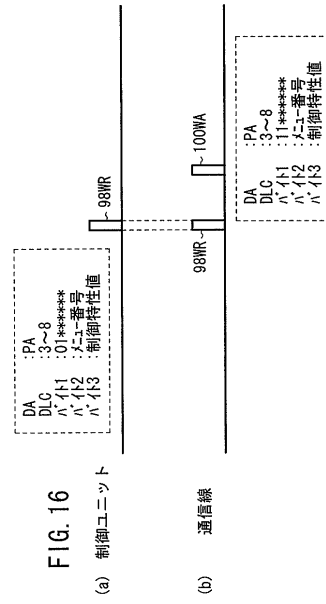 FIG. 16
DA :PA
DLC :3~8
バイト1 :01******
バイト2 :メニュー番号
バイト3 :制御特性値
(a) 制御ユニット
98WR
(b) 通信線
98WR
100WA
DA :PA
DLC :3~8
バイト1 :11******
バイト2 :メニュー番号
バイト3 :制御特性値